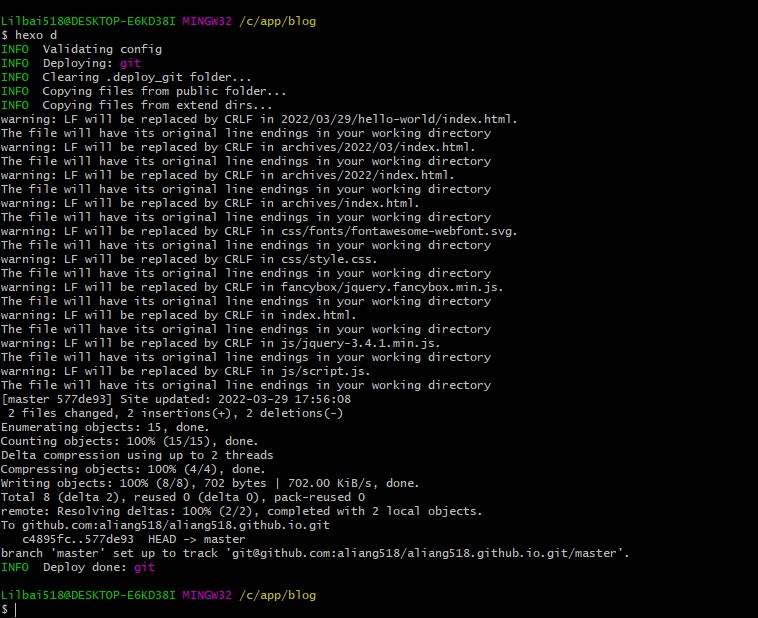 Lilbai518@DESKTOP-E6KD38I MINGW32 /c/app/blog
$ hexo d
INFO  Validating config
INFO  Deploying: git
INFO  Clearing .deploy_git folder...
INFO  Copying files from public folder...
INFO  Copying files from extend dirs...
warning: LF will be replaced by CRLF in 2022/03/29/hello-world/index.html.
The file will have its original line endings in your working directory
warning: LF will be replaced by CRLF in archives/2022/03/index.html.
The file will have its original line endings in your working directory
warning: LF will be replaced by CRLF in archives/2022/index.html.
The file will have its original line endings in your working directory
warning: LF will be replaced by CRLF in archives/index.html.
The file will have its original line endings in your working directory
warning: LF will be replaced by CRLF in css/fonts/fontawesome-webfont.svg.
The file will have its original line endings in your working directory
warning: LF will be replaced by CRLF in css/style.css.
The file will have its original line endings in your working directory
warning: LF will be replaced by CRLF in fancybox/jquery.fancybox.min.js.
The file will have its original line endings in your working directory
warning: LF will be replaced by CRLF in index.html.
The file will have its original line endings in your working directory
warning: LF will be replaced by CRLF in js/jquery-3.4.1.min.js.
The file will have its original line endings in your working directory
warning: LF will be replaced by CRLF in js/script.js.
The file will have its original line endings in your working directory
[master 577de93] Site updated: 2022-03-29 17:56:08
 2 files changed, 2 insertions(+), 2 deletions(-)
Enumerating objects: 15, done.
Counting objects: 100% (15/15), done.
Delta compression using up to 2 threads
Compressing objects: 100% (4/4), done.
Writing objects: 100% (8/8), 702 bytes | 702.00 KiB/s, done.
Total 8 (delta 2), reused 0 (delta 0), pack-reused 0
remote: Resolving deltas: 100% (2/2), completed with 2 local objects.
To github.com:aliang518/aliang518.github.io.git
   c4895fc..577de93  HEAD -> master
branch 'master' set up to track 'git@github.com:aliang518/aliang518.github.io.git/master'.
INFO  Deploy done: git
Lilbai518@DESKTOP-E6KD38I MINGW32 /c/app/blog
$